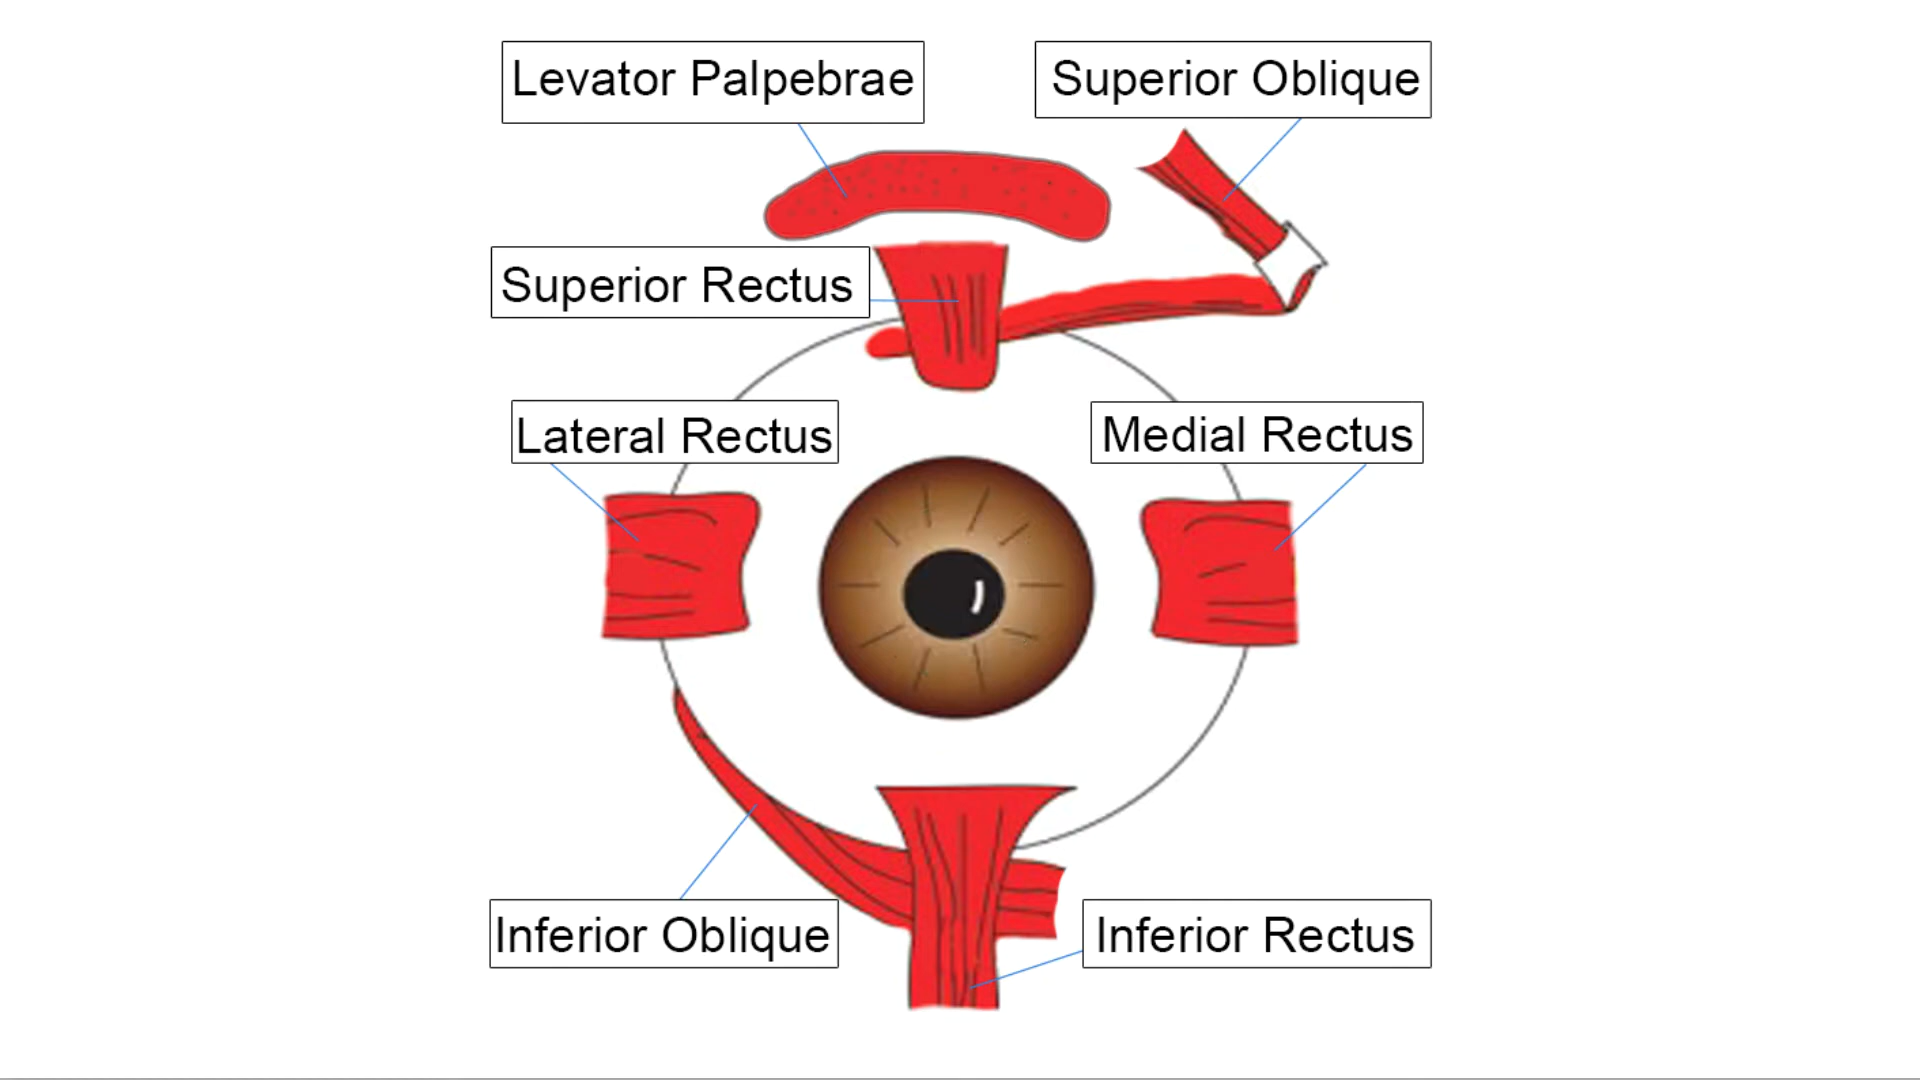 Levator Palpebrae
Superior Oblique
Superior Rectus
Lateral Rectus
Medial Rectus
Inferior Oblique
Inferior Rectus